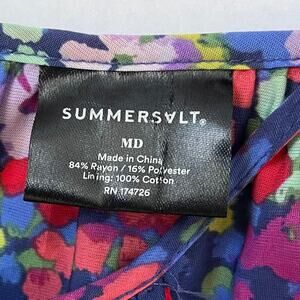 SUMMERSALT®
MD
Made in China
84% Rayon / 16% Polyester
Lining: 100% Cotton
RN 174726